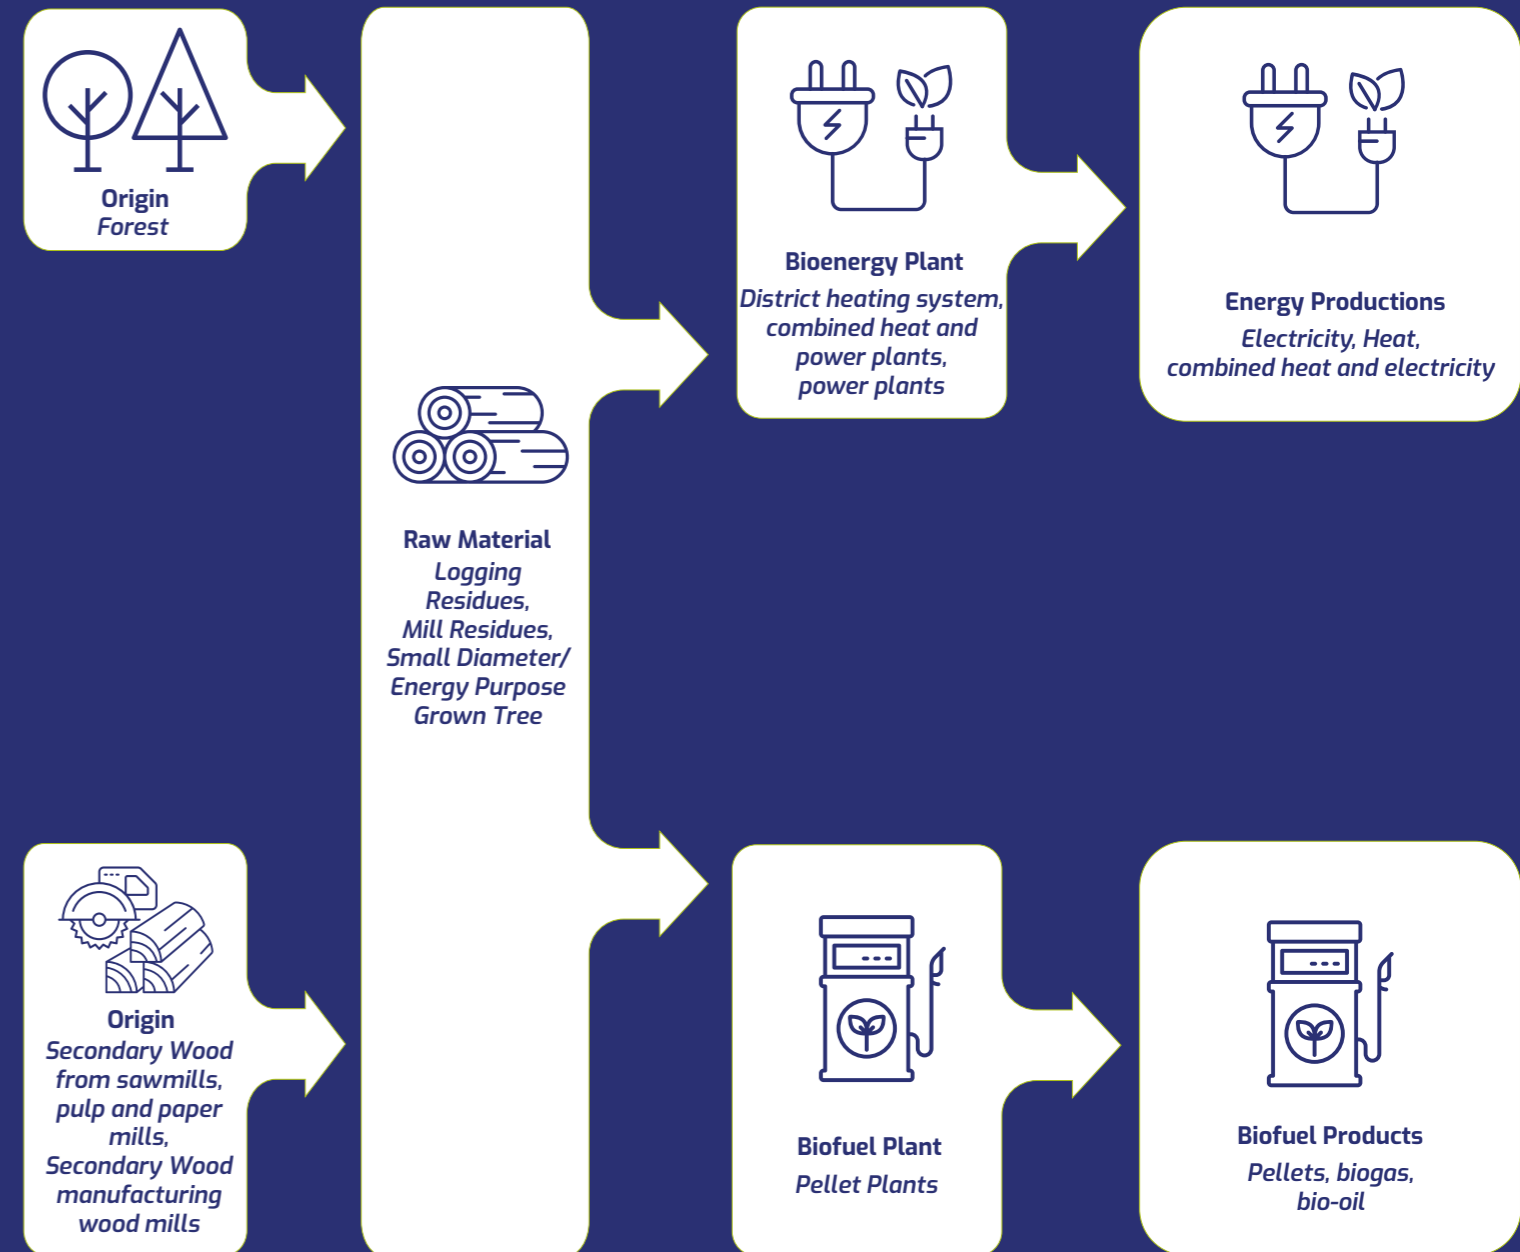 Origin
Forest
Origin
Secondary Wood
from sawmills,
pulp and paper
mills,
Secondary Wood
manufacturing
wood mills
Raw Material
Logging
Residues,
Mill Residues,
Small Diameter/
Energy Purpose
Grown Tree
Bioenergy Plant
District heating system,
combined heat and
power plants,
power plants
Energy Productions
Electricity, Heat,
combined heat and electricity
Biofuel Plant
Pellet Plants
Biofuel Products
Pellets, biogas,
bio-oil